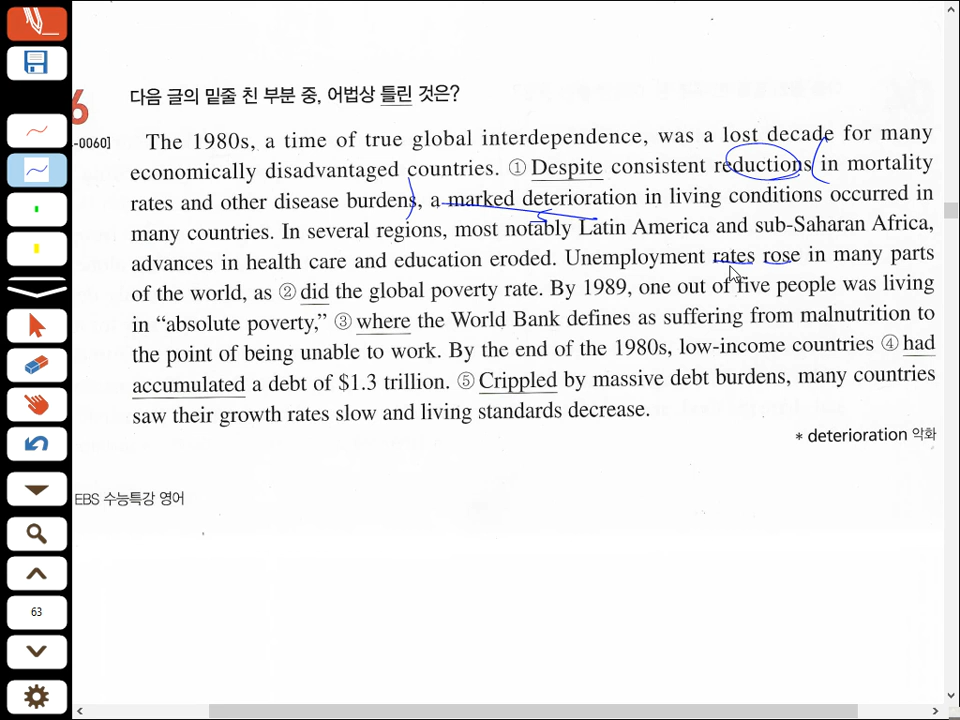 6
다음 글의 밑줄 친 부분 중, 어법상 틀린 것은?
-0060]
The 1980s, a time of true global interdependence, was a lost decade for many
economically disadvantaged countries. ① Despite consistent reductions in mortality
rates and other disease burdens, a marked deterioration in living conditions occurred in
many countries. In several regions, most notably Latin America and sub-Saharan Africa,
advances in health care and education eroded. Unemployment rates rose in many parts
of the world, as ② did the global poverty rate. By 1989, one out of five people was living
in “absolute poverty,” ③ where the World Bank defines as suffering from malnutrition to
the point of being unable to work. By the end of the 1980s, low-income countries ④ had
accumulated a debt of $1.3 trillion. ⑤ Crippled by massive debt burdens, many countries
saw their growth rates slow and living standards decrease.
* deterioration 악화
EBS 수능특강 영어
63